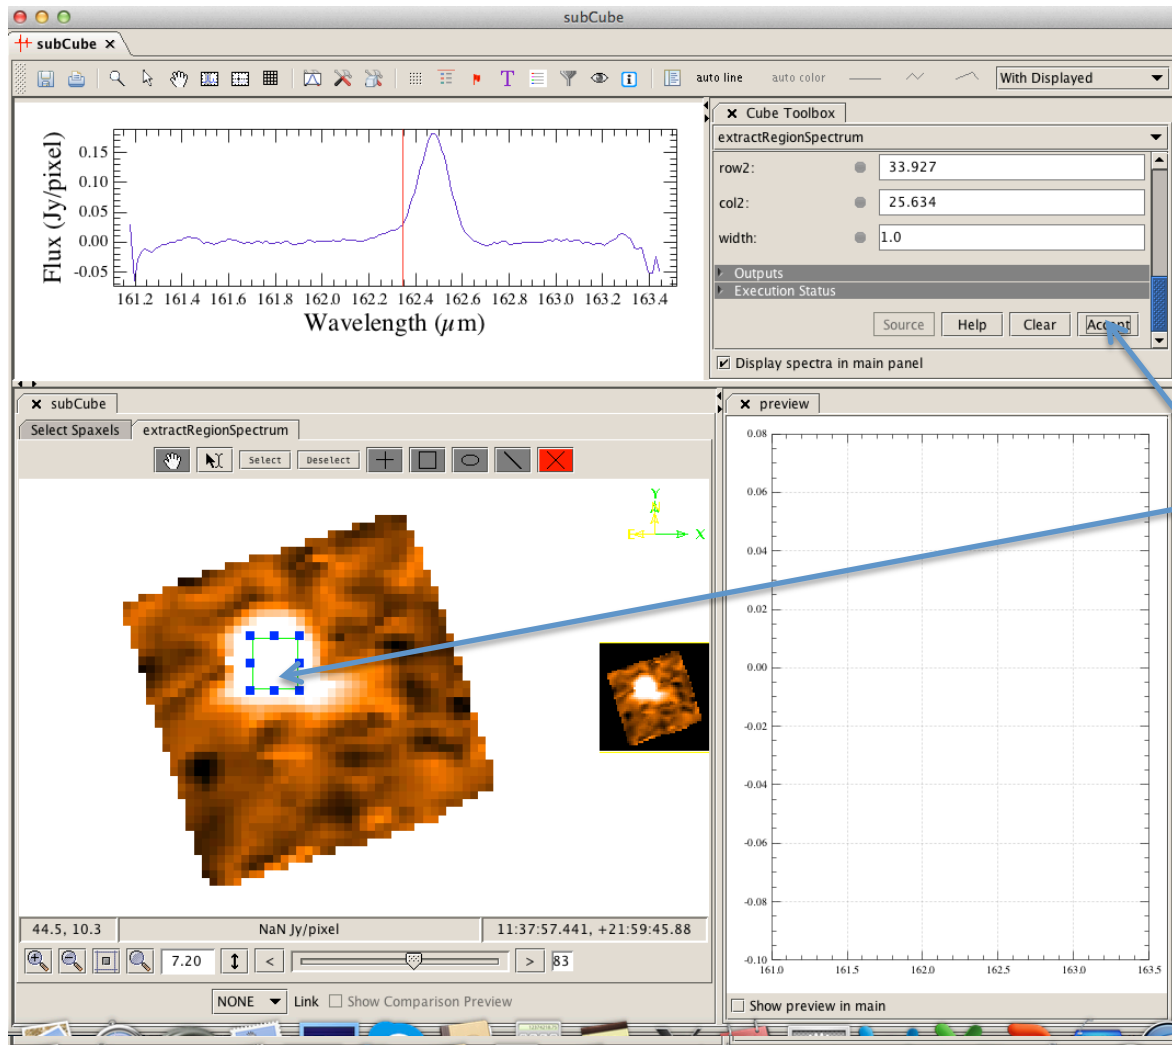 subCube
subCube ×
T
i
auto line
auto color
With Displayed
0.15
0.10
0.05
0.00
-0.05
Flux (Jy/pixel)
161.2 161.4 161.6 161.8 162.0 162.2 162.4 162.6 162.8 163.0 163.2 163.4
Wavelength (μm)
× Cube Toolbox
extractRegionSpectrum
row2: 33.927
col2: 25.634
width: 1.0
Outputs
Execution Status
Source Help Clear Accept
Display spectra in main panel
× subCube
Select Spaxels extractRegionSpectrum
Select Deselect
Y
E X
44.5, 10.3 NaN Jy/pixel 11:37:57.441, +21:59:45.88
7.20 < > 83
NONE Link Show Comparison Preview
× preview
0.08
0.06
0.04
0.02
0.00
-0.02
-0.04
-0.06
-0.08
-0.10
161.0 161.5 162.0 162.5 163.0 163.5
Show preview in main